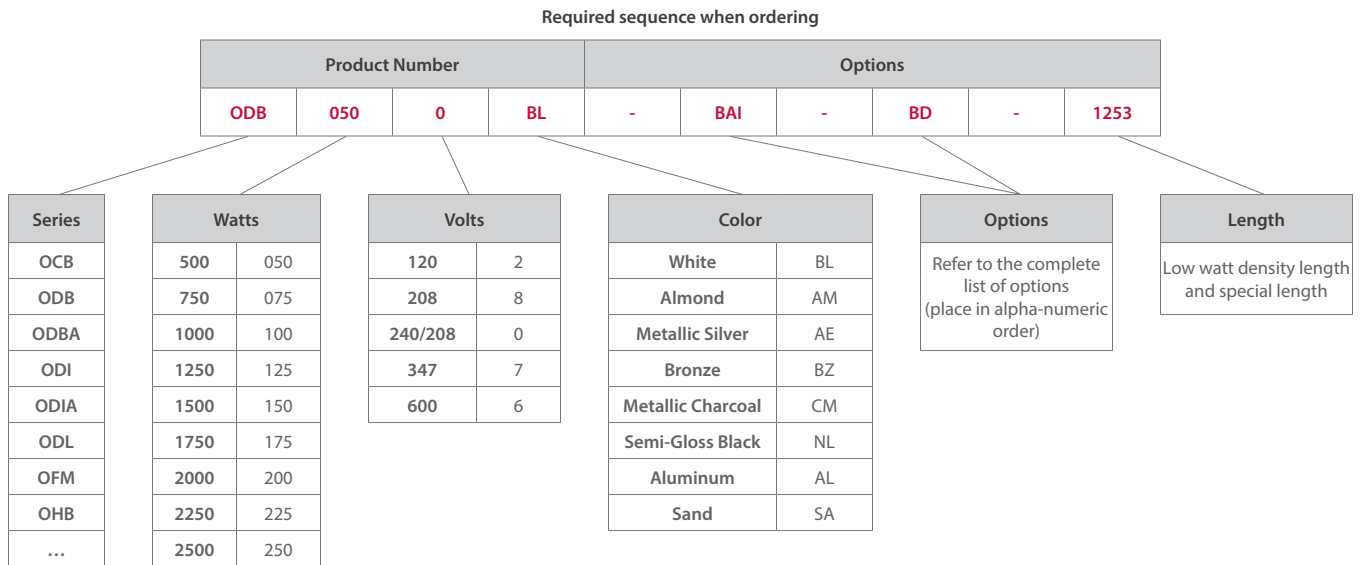 Required sequence when ordering
Product Number Options
ODB 050 0 BL - BAI - BD - 1253
Series
OCB
ODB
ODBA
ODI
ODIA
ODL
OFM
OHB
...
Watts
500 050
750 075
1000 100
1250 125
1500 150
1750 175
2000 200
2250 225
2500 250
Volts
120 2
208 8
240/208 0
347 7
600 6
Color
White BL
Almond AM
Metallic Silver AE
Bronze BZ
Metallic Charcoal CM
Semi-Gloss Black NL
Aluminum AL
Sand SA
Options
Refer to the complete
list of options
(place in alpha-numeric
order)
Length
Low watt density length
and special length